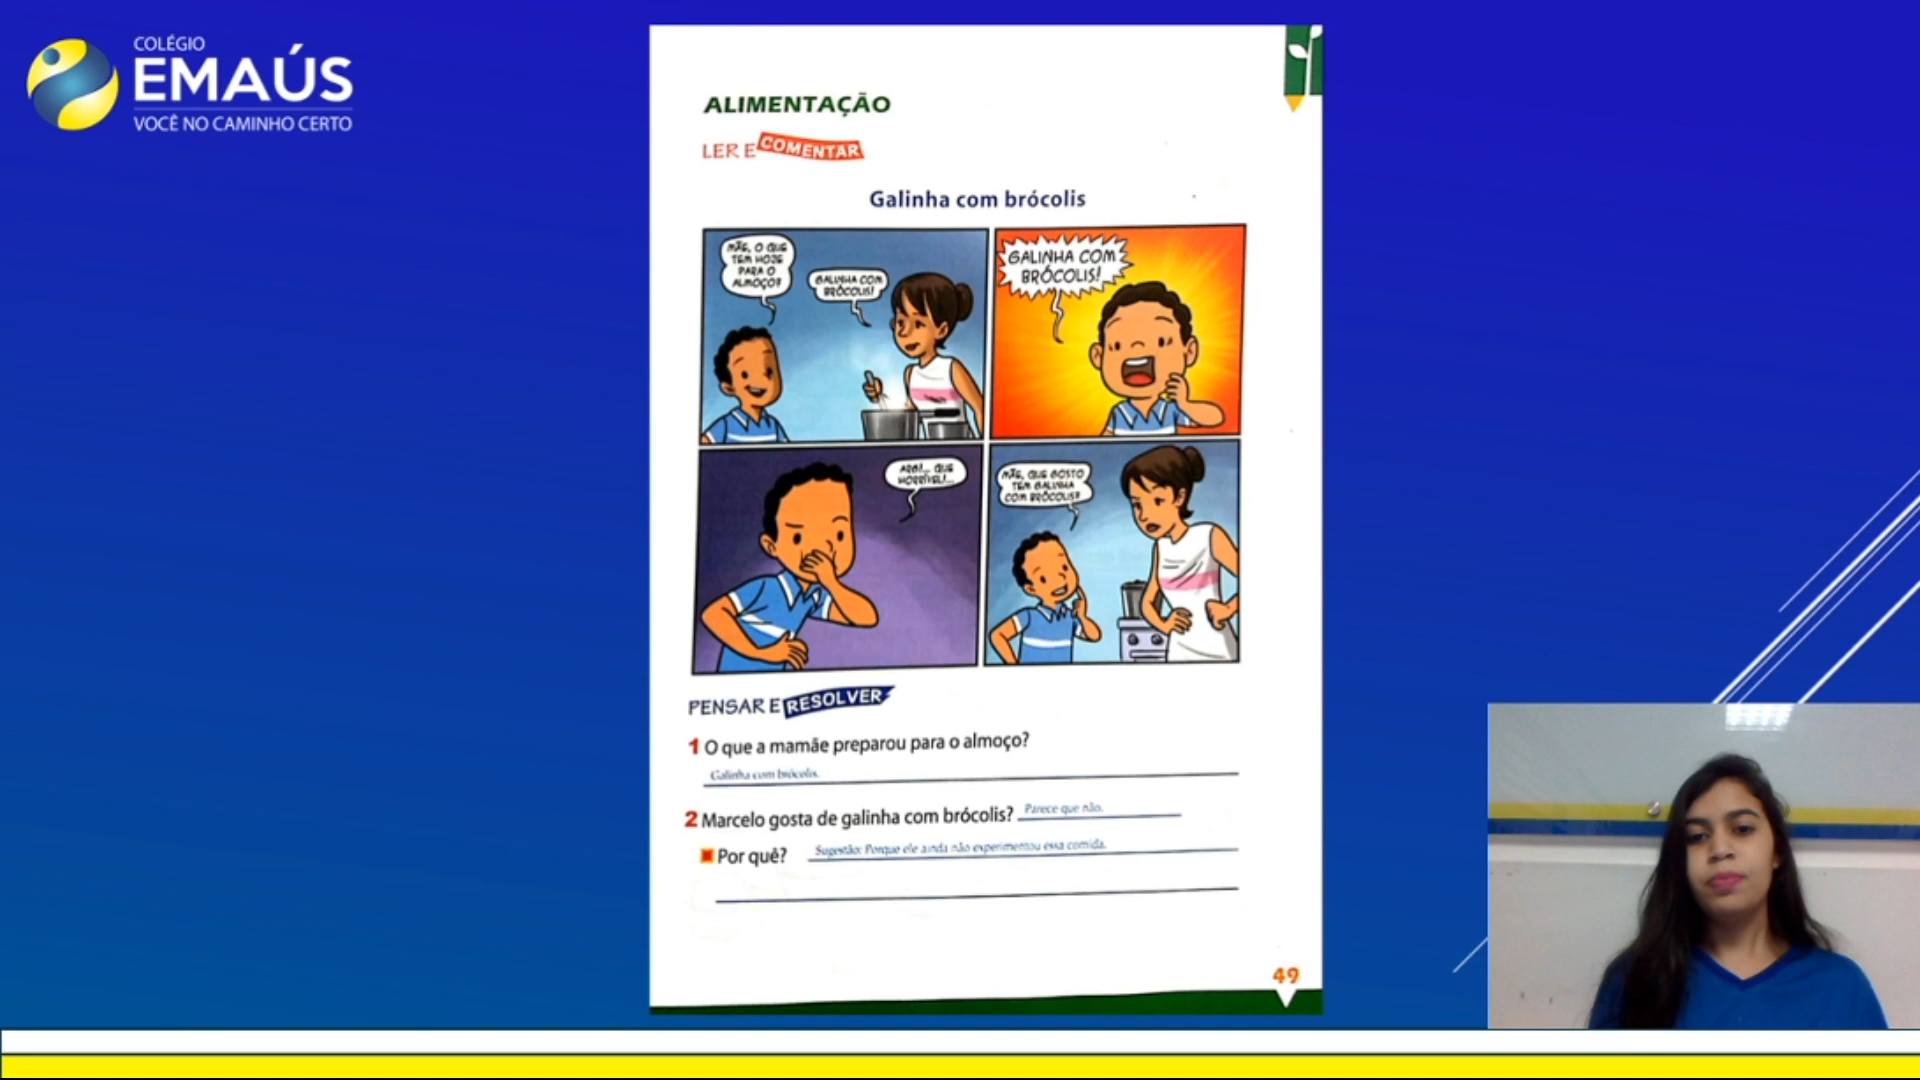 COLÉGIO
EMAÚS
VOCÊ NO CAMINHO CERTO
ALIMENTAÇÃO
LER E COMENTAR
Galinha com brócolis
MÃE, O QUE
TEM HOJE
PARA O
ALMOÇO?
GALINHA COM
BRÓCOLIS!
GALINHA COM
BRÓCOLIS!
ARG!... QUE
HORRÍVEL!...
MÃE, QUE GOSTO
TEM GALINHA
COM BRÓCOLIS?
PENSAR E RESOLVER
1 O que a mamãe preparou para o almoço?
Galinha com brócolis.
2 Marcelo gosta de galinha com brócolis? Parece que não.
Por quê? Sugestão: Porque ele ainda não experimentou essa comida.
49